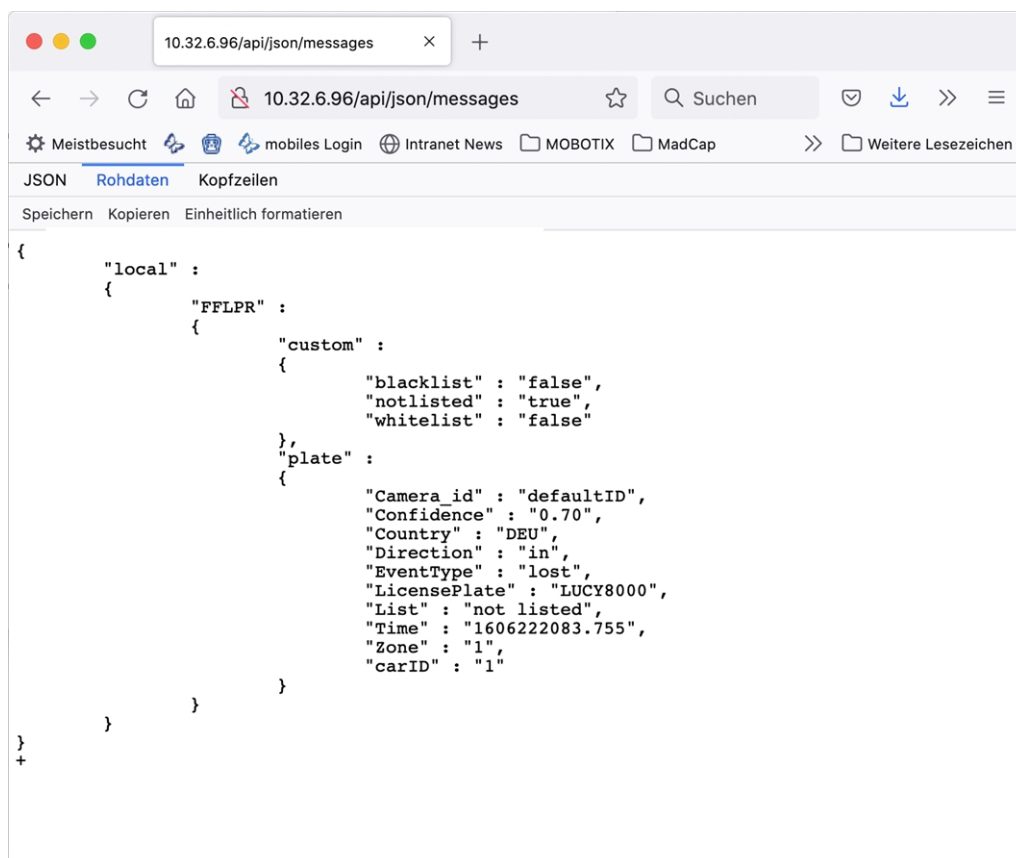 10.32.6.96/api/json/messages
10.32.6.96/api/json/messages Suchen
Meistbesucht mobiles Login Intranet News MOBOTIX MadCap Weitere Lesezeichen
JSON Rohdaten Kopfzeilen
Speichern Kopieren Einheitlich formatieren
{
"local" :
{
"FFLPR" :
{
"custom" :
{
"blacklist" : "false",
"notlisted" : "true",
"whitelist" : "false"
},
"plate" :
{
"Camera_id" : "defaultID",
"Confidence" : "0.70",
"Country" : "DEU",
"Direction" : "in",
"EventType" : "lost",
"LicensePlate" : "LUCY8000",
"List" : "not listed",
"Time" : "1606222083.755",
"Zone" : "1",
"carID" : "1"
}
}
}
}
+